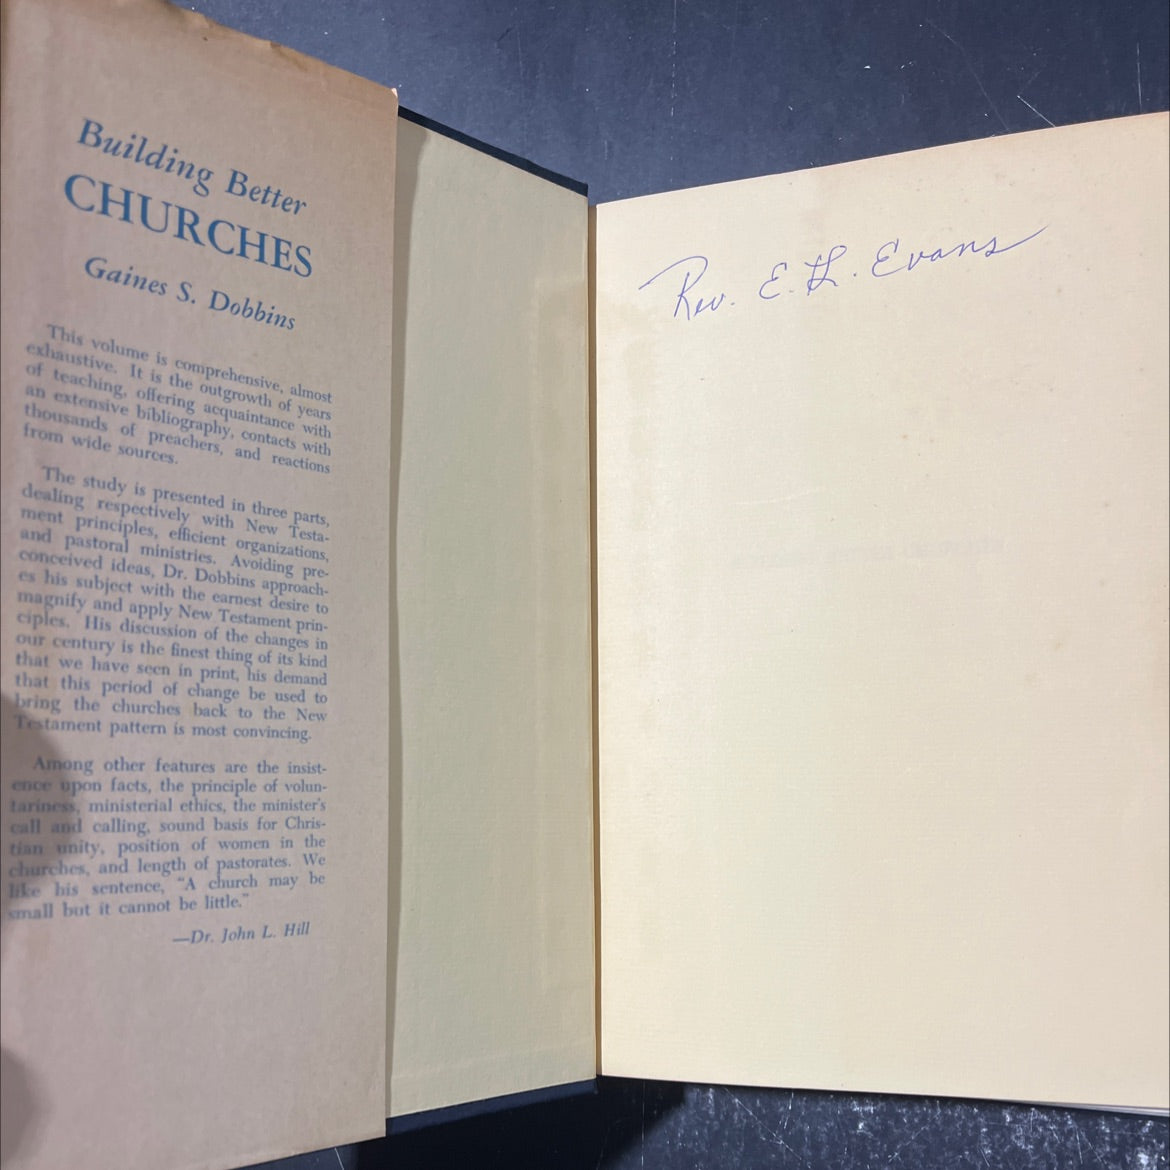 Building Better
CHURCHES
Gaines S. Dobbins
This volume is comprehensive, almost
exhaustive. It is the outgrowth of years
of teaching, offering acquaintance with
an extensive bibliography, contacts with
thousands of preachers, and reactions
from wide sources.
The study is presented in three parts,
dealing respectively with New Testa-
ment principles, efficient organizations,
and pastoral ministries. Avoiding pre-
conceived ideas, Dr. Dobbins approach-
es his subject with the earnest desire to
magnify and apply New Testament prin-
ciples. His discussion of the changes in
our century is the finest thing of its kind
that we have seen in print, his demand
that this period of change be used to
bring the churches back to the New
Testament pattern is most convincing.
Among other features are the insist-
ence upon facts, the principle of volun-
tariness, ministerial ethics, the minister's
call and calling, sound basis for Chris-
tian unity, position of women in the
churches, and length of pastorates. We
like his sentence, "A church may be
small but it cannot be little."
—Dr. John L. Hill
Rev. E. L. Evans